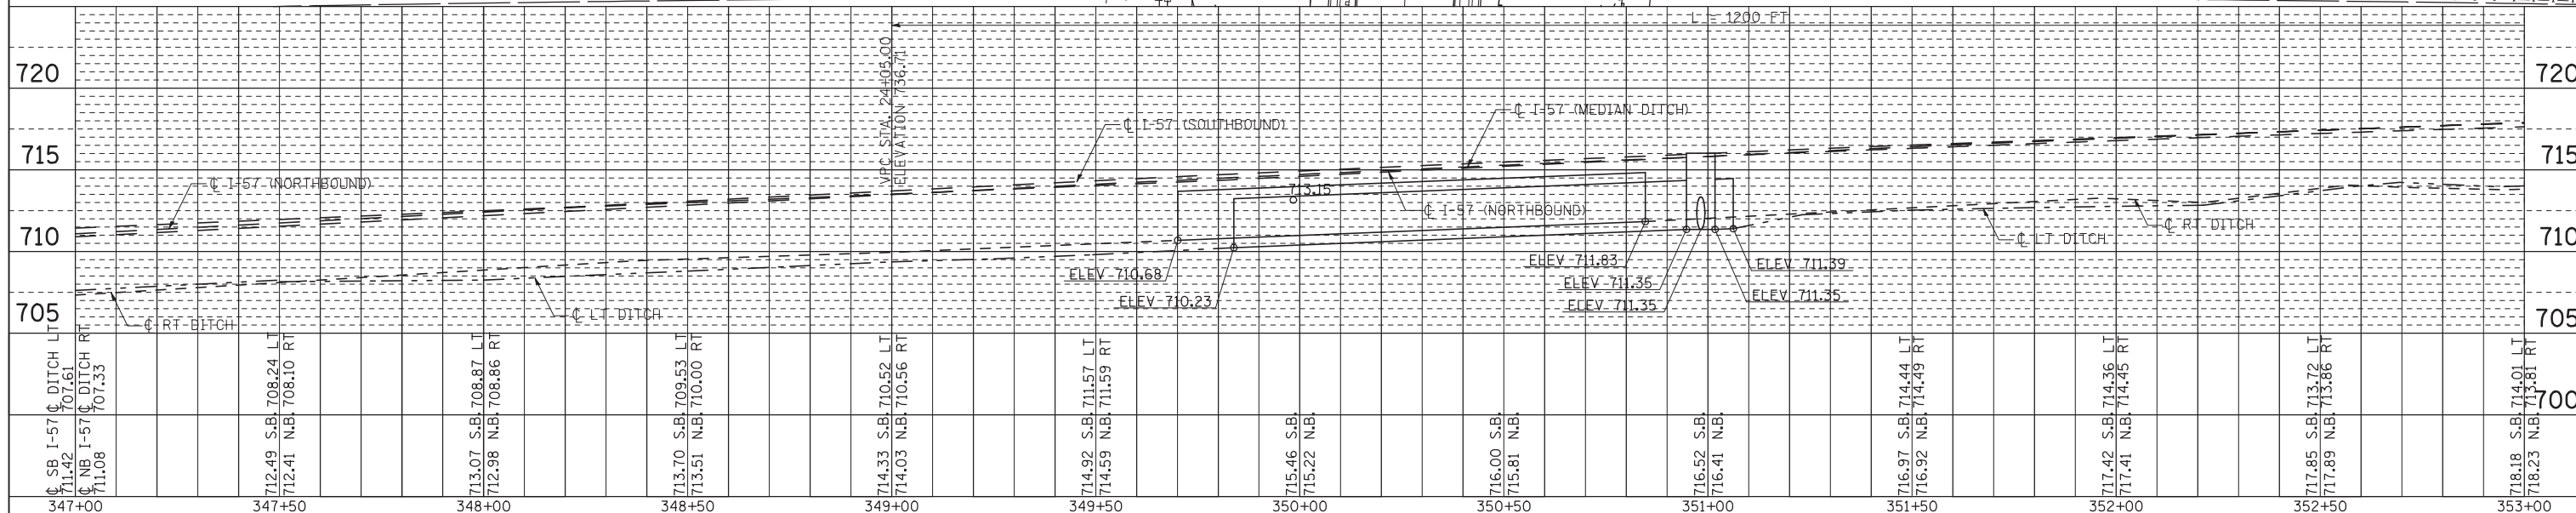 L = 1200 FT
720
720
VPC STA. 24+05.00
ELEVATION 736.71
℄ I-57 (MEDIAN DITCH)
℄ I-57 (SOUTHBOUND)
715
715
℄ I-57 (NORTHBOUND)
713.15
℄ I-57 (NORTHBOUND)
710
710
℄ RT DITCH
℄ LT DITCH
ELEV 710.68
ELEV 711.83
ELEV 711.39
ELEV 711.35
ELEV 710.23
ELEV 711.35
ELEV 711.35
705
705
℄ LT DITCH
℄ RT DITCH
700
℄ SB I-57 ℄ DITCH LT
711.42 707.61
℄ NB I-57 ℄ DITCH RT
711.08 707.33
712.49 S.B. 708.24 LT
712.41 N.B. 708.10 RT
713.07 S.B. 708.87 LT
712.98 N.B. 708.86 RT
713.70 S.B. 709.53 LT
713.51 N.B. 710.00 RT
714.33 S.B. 710.52 LT
714.03 N.B. 710.56 RT
714.92 S.B. 711.57 LT
714.59 N.B. 711.59 RT
715.46 S.B.
715.22 N.B.
716.00 S.B.
715.81 N.B.
716.52 S.B.
716.41 N.B.
716.97 S.B. 714.44 LT
716.92 N.B. 714.49 RT
717.42 S.B. 714.36 LT
717.41 N.B. 714.45 RT
717.85 S.B. 713.72 LT
717.89 N.B. 713.86 RT
718.18 S.B. 714.01 LT
718.23 N.B. 713.81 RT
347+00 347+50 348+00 348+50 349+00 349+50 350+00 350+50 351+00 351+50 352+00 352+50 353+00